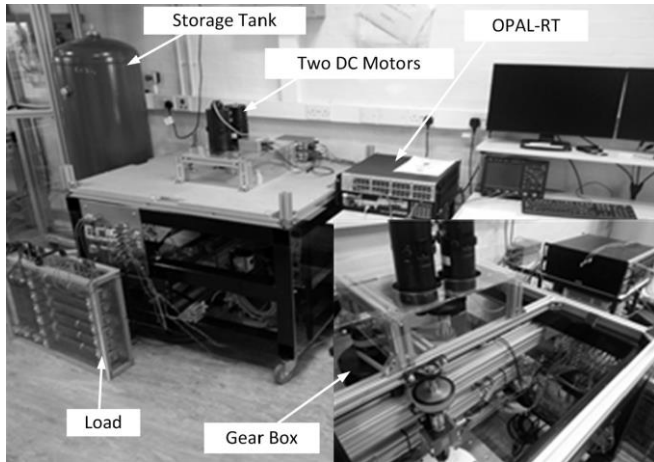 Storage Tank
OPAL-RT
Two DC Motors
Load
Gear Box